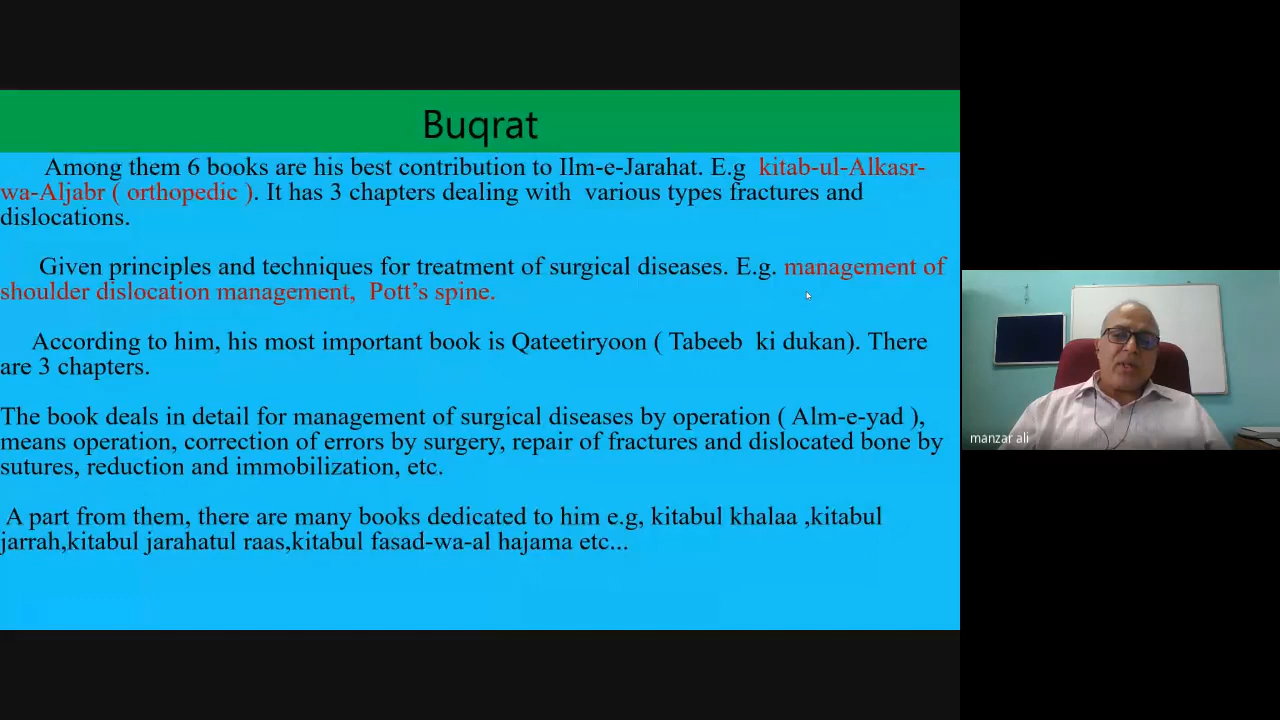 Buqrat
Among them 6 books are his best contribution to Ilm-e-Jarahat. E.g kitab-ul-Alkasr-
wa-Aljabr ( orthopedic ). It has 3 chapters dealing with various types fractures and
dislocations.
Given principles and techniques for treatment of surgical diseases. E.g. management of
shoulder dislocation management, Pott’s spine.
According to him, his most important book is Qateetiryoon ( Tabeeb ki dukan). There
are 3 chapters.
The book deals in detail for management of surgical diseases by operation ( Alm-e-yad ),
means operation, correction of errors by surgery, repair of fractures and dislocated bone by
sutures, reduction and immobilization, etc.
A part from them, there are many books dedicated to him e.g, kitabul khalaa ,kitabul
jarrah,kitabul jarahatul raas,kitabul fasad-wa-al hajama etc...
manzar ali